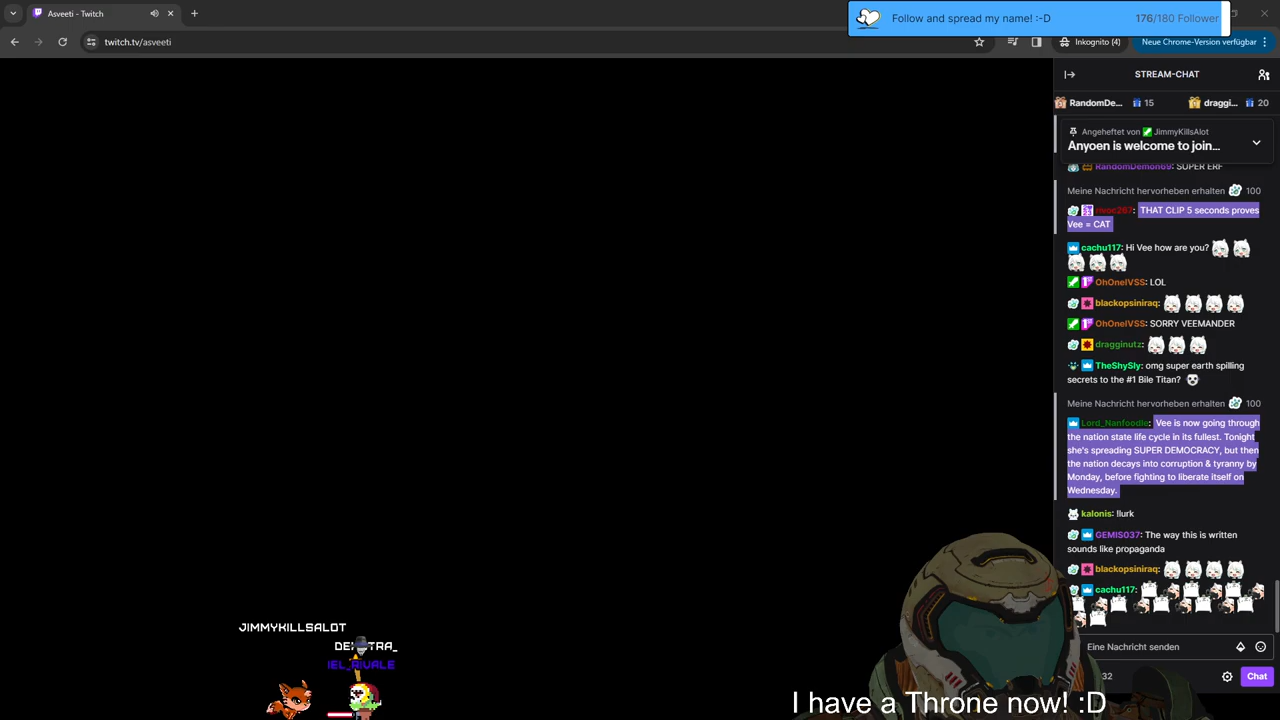 Asveeti - Twitch
Follow and spread my name! :-D
176/180 Follower
twitch.tv/asveeti
Inkognito (4)
Neue Chrome-Version verfügbar
STREAM-CHAT
RandomDe... 15
draggi... 20
Angeheftet von JimmyKillsAlot
Anyoen is welcome to join...
RandomDemon69: SUPER ERF
Meine Nachricht hervorheben erhalten 100
THAT CLIP 5 seconds proves
Vee = CAT
cachu117: Hi Vee how are you?
OhOneIVSS: LOL
blackopsiniraq:
OhOneIVSS: SORRY VEEMANDER
dragginutz:
TheShySly: omg super earth spilling
secrets to the #1 Bile Titan?
Meine Nachricht hervorheben erhalten 100
Lord_Nanfoodle: Vee is now going through
the nation state life cycle in its fullest. Tonight
she's spreading SUPER DEMOCRACY, but then
the nation decays into corruption & tyranny by
Monday, before fighting to liberate itself on
Wednesday.
kalonis: !lurk
GEMIS037: The way this is written
sounds like propaganda
blackopsiniraq:
cachu117:
Eine Nachricht senden
32
Chat
JIMMYKILLSALOT
IEL_RIVALE
I have a Throne now! :D